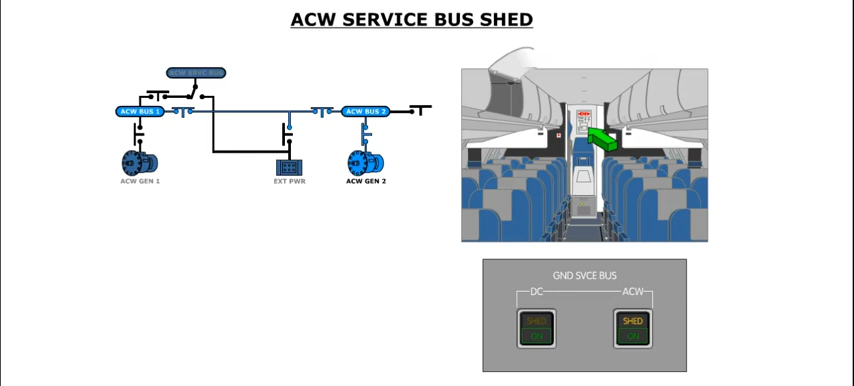 ACW SERVICE BUS SHED
ACW SRVC BUS
ACW BUS 1
ACW BUS 2
ACW GEN 1
EXT PWR
ACW GEN 2
GND SVCE BUS
DC
ACW
SHED
ON
SHED
ON